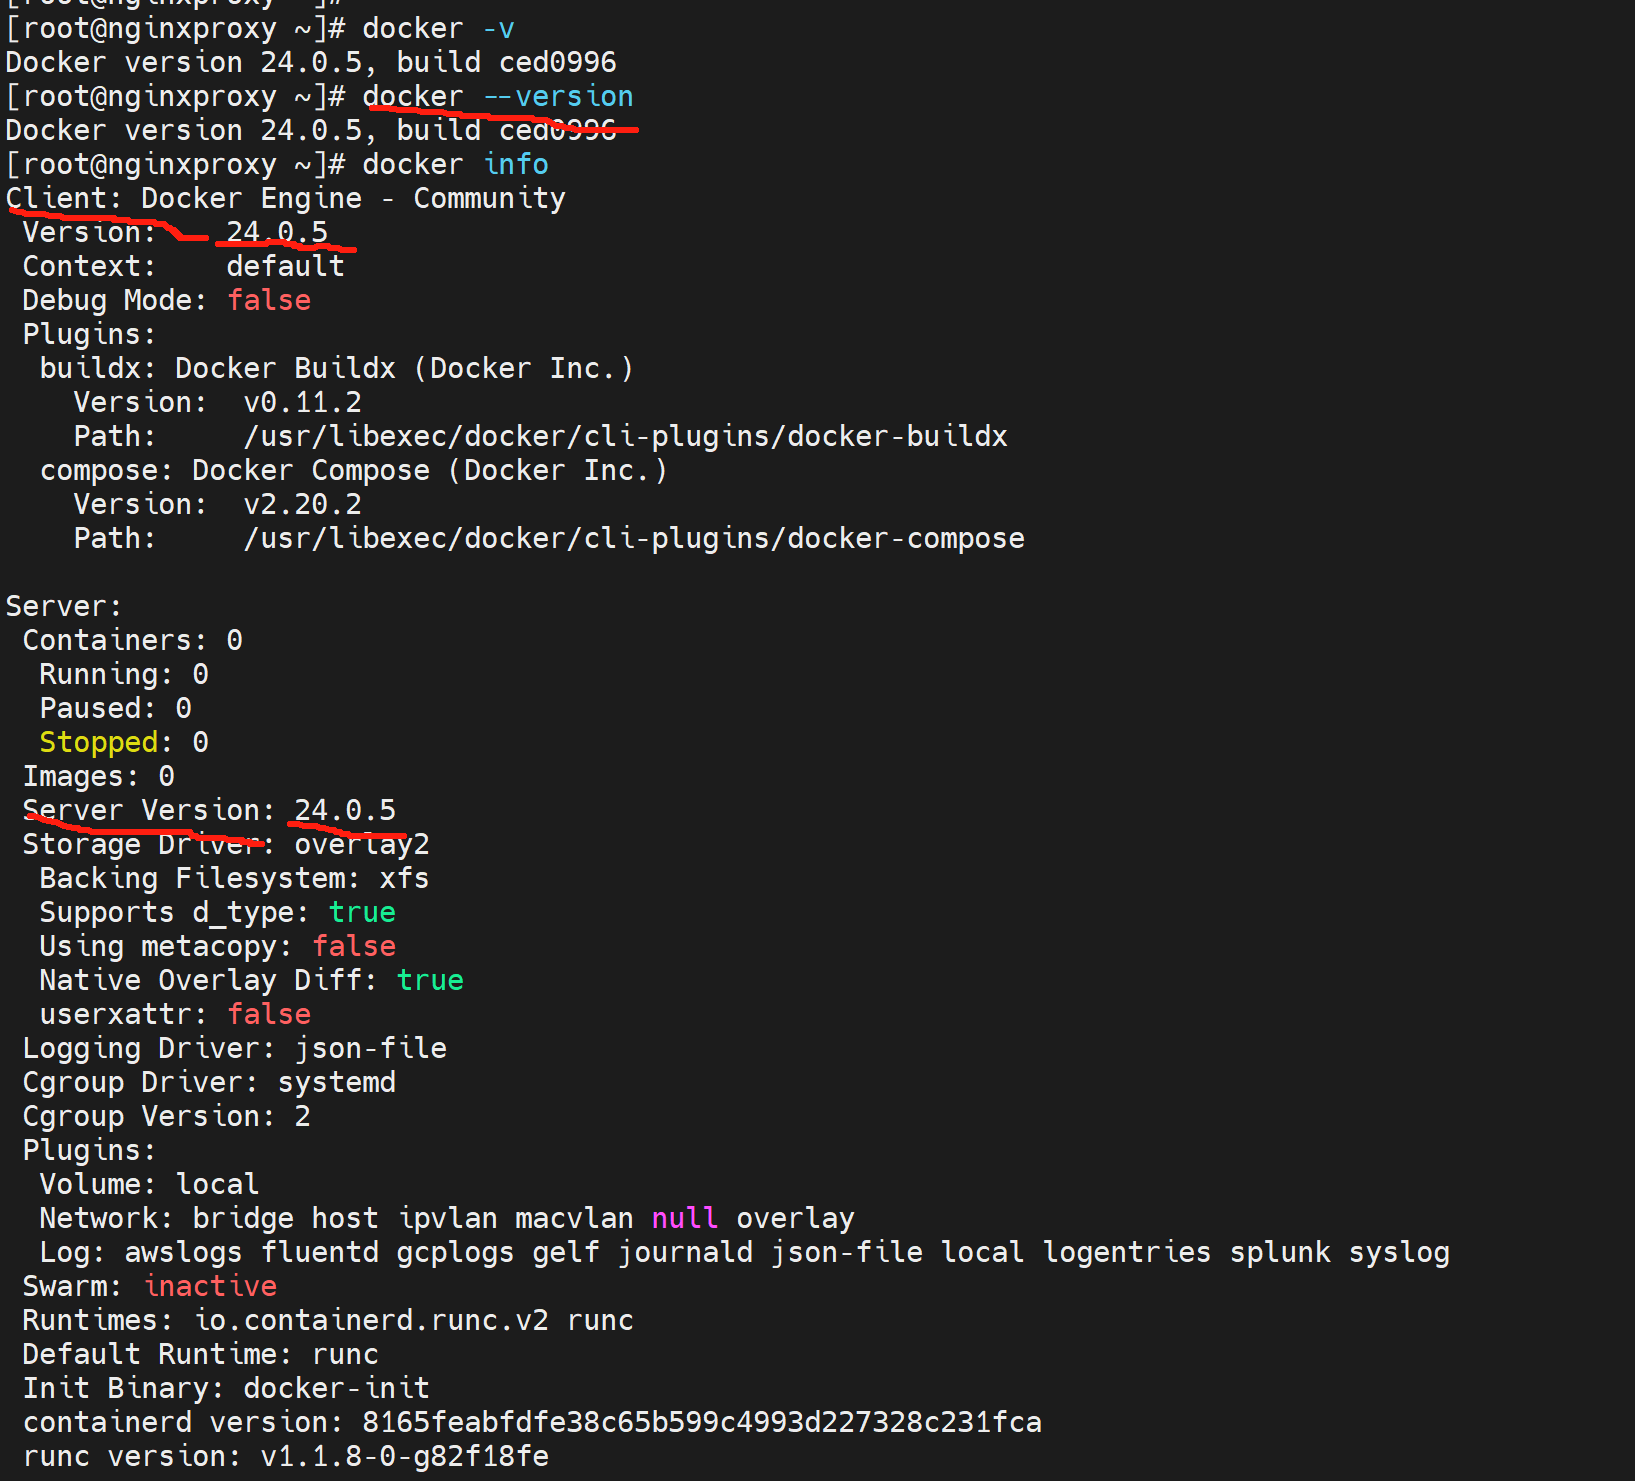 [root@nginxproxy ~]#
[root@nginxproxy ~]# docker -v
Docker version 24.0.5, build ced0996
[root@nginxproxy ~]# docker --version
Docker version 24.0.5, build ced0996
[root@nginxproxy ~]# docker info
Client: Docker Engine - Community
 Version:    24.0.5
 Context:    default
 Debug Mode: false
 Plugins:
  buildx: Docker Buildx (Docker Inc.)
    Version:  v0.11.2
    Path:     /usr/libexec/docker/cli-plugins/docker-buildx
  compose: Docker Compose (Docker Inc.)
    Version:  v2.20.2
    Path:     /usr/libexec/docker/cli-plugins/docker-compose

Server:
 Containers: 0
  Running: 0
  Paused: 0
  Stopped: 0
 Images: 0
 Server Version: 24.0.5
 Storage Driver: overlay2
  Backing Filesystem: xfs
  Supports d_type: true
  Using metacopy: false
  Native Overlay Diff: true
  userxattr: false
 Logging Driver: json-file
 Cgroup Driver: systemd
 Cgroup Version: 2
 Plugins:
  Volume: local
  Network: bridge host ipvlan macvlan null overlay
  Log: awslogs fluentd gcplogs gelf journald json-file local logentries splunk syslog
 Swarm: inactive
 Runtimes: io.containerd.runc.v2 runc
 Default Runtime: runc
 Init Binary: docker-init
 containerd version: 8165feabfdfe38c65b599c4993d227328c231fca
 runc version: v1.1.8-0-g82f18fe